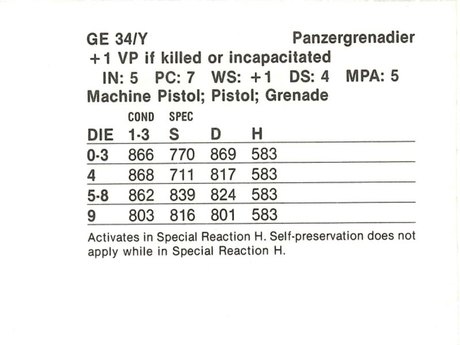 GE 34/Y Panzergrenadier
+1 VP if killed or incapacitated
IN: 5 PC: 7 WS: +1 DS: 4 MPA: 5
Machine Pistol; Pistol; Grenade
COND SPEC
DIE 1-3 S D H
0-3 866 770 869 583
4 868 711 817 583
5-8 862 839 824 583
9 803 816 801 583
Activates in Special Reaction H. Self-preservation does not
apply while in Special Reaction H.